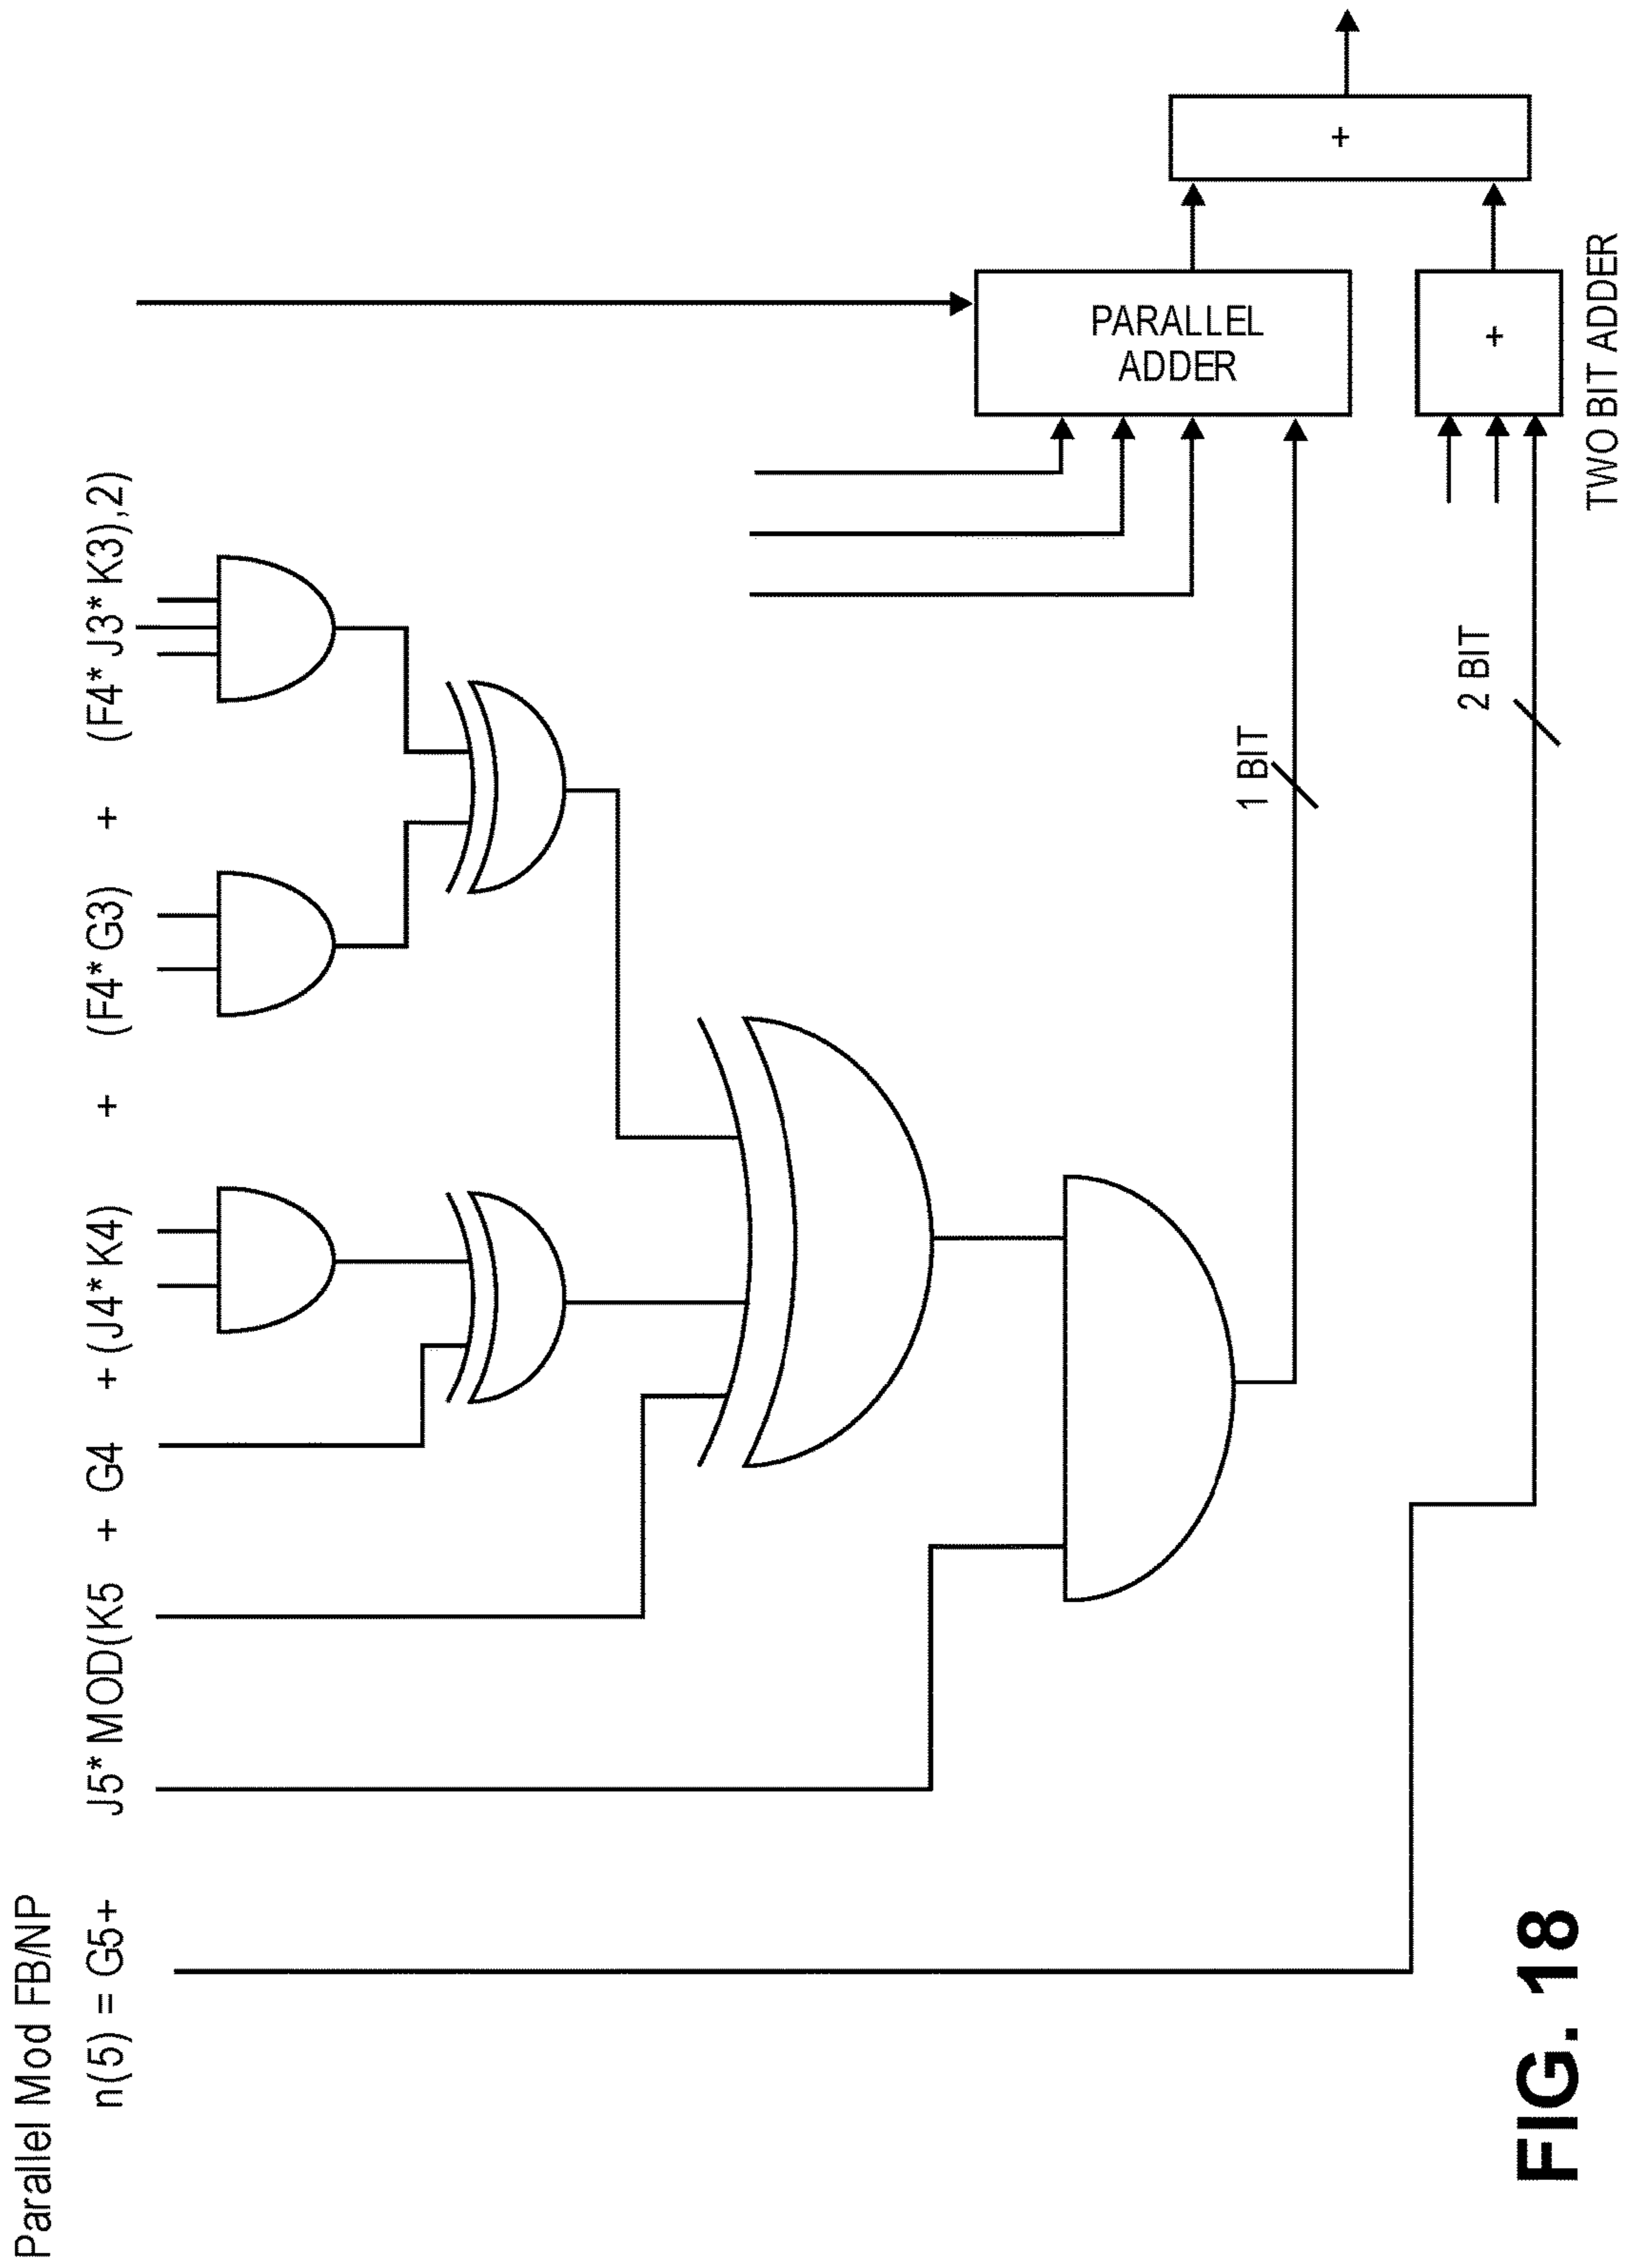 Parallel Mod FB/NP
n(5) = G5+ J5* MOD(K5 + G4 + (J4* K4) + (F4* G3) + (F4* J3* K3),2)
1 BIT
2 BIT
PARALLEL
ADDER
+
TWO BIT ADDER
+
FIG. 18